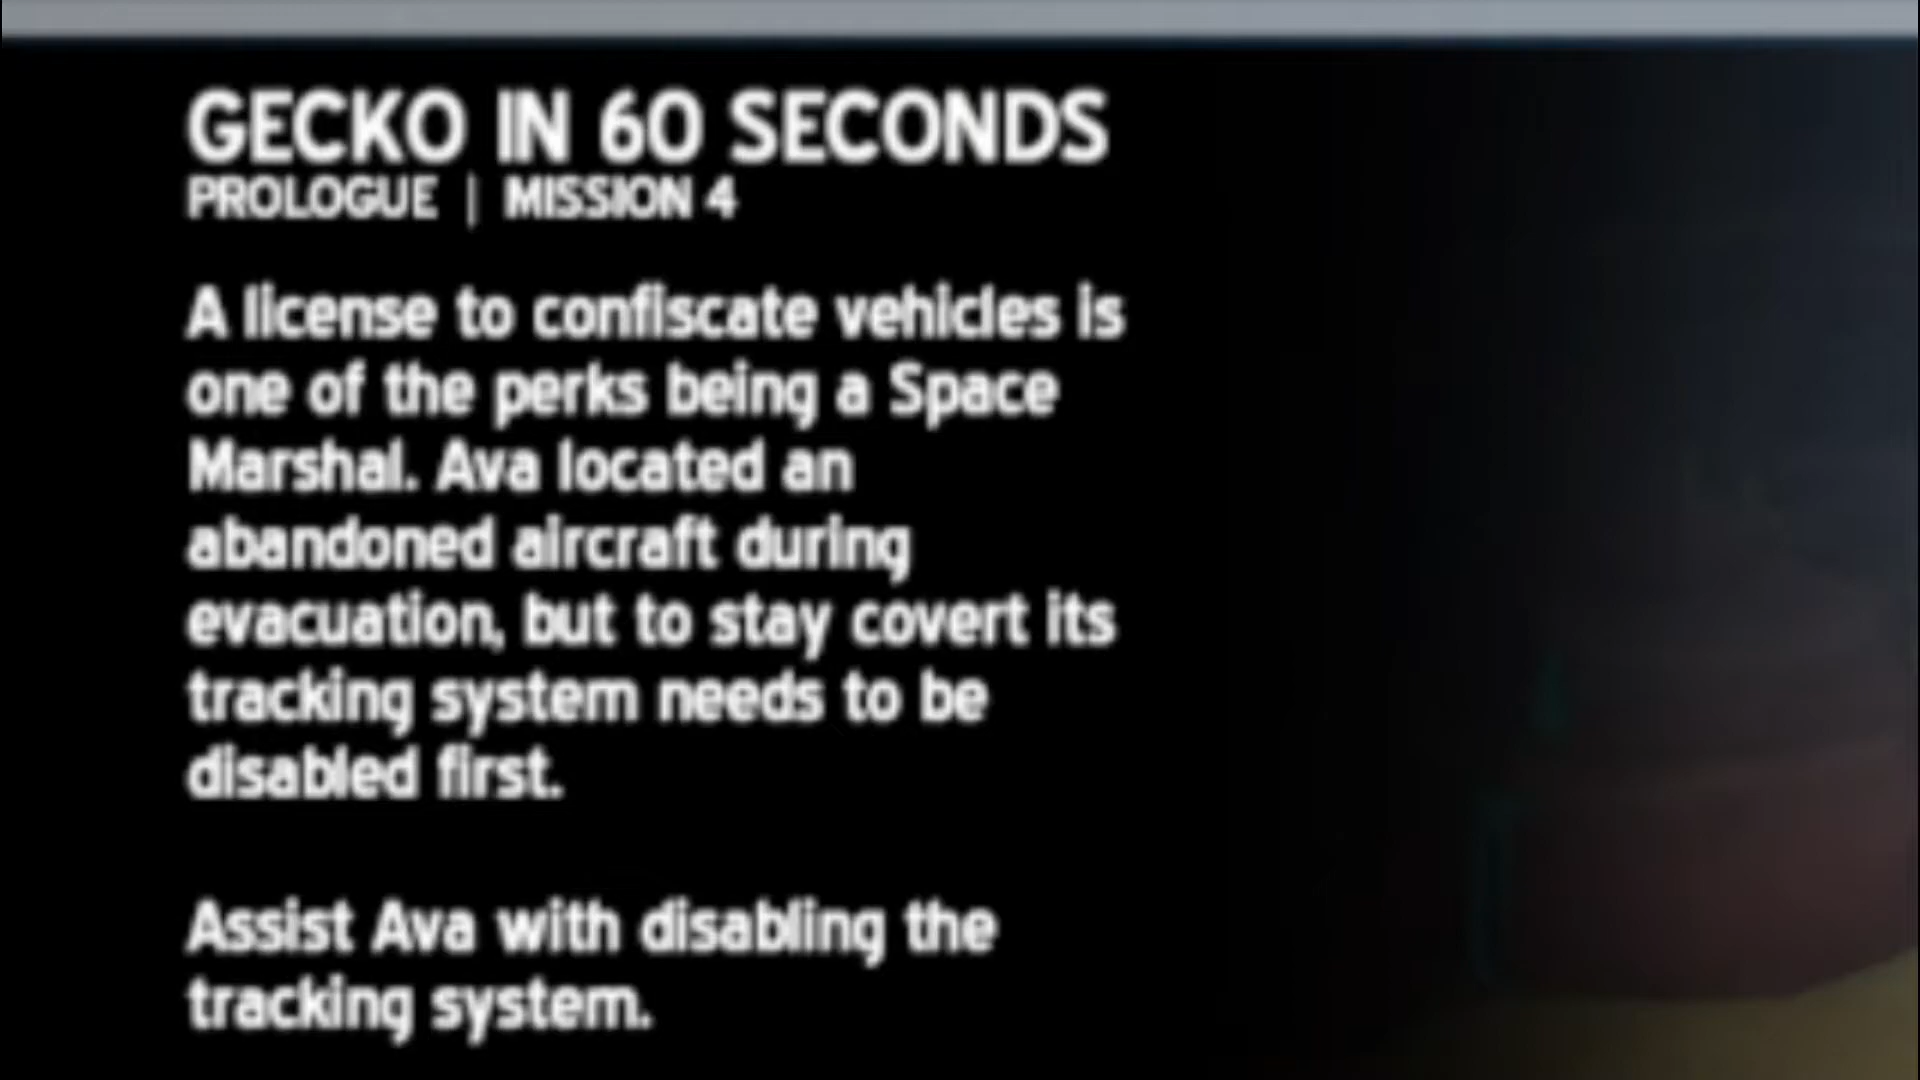 GECKO IN 60 SECONDS
PROLOGUE | MISSION 4
A license to confiscate vehicles is
one of the perks being a Space
Marshal. Ava located an
abandoned aircraft during
evacuation, but to stay covert its
tracking system needs to be
disabled first.
Assist Ava with disabling the
tracking system.